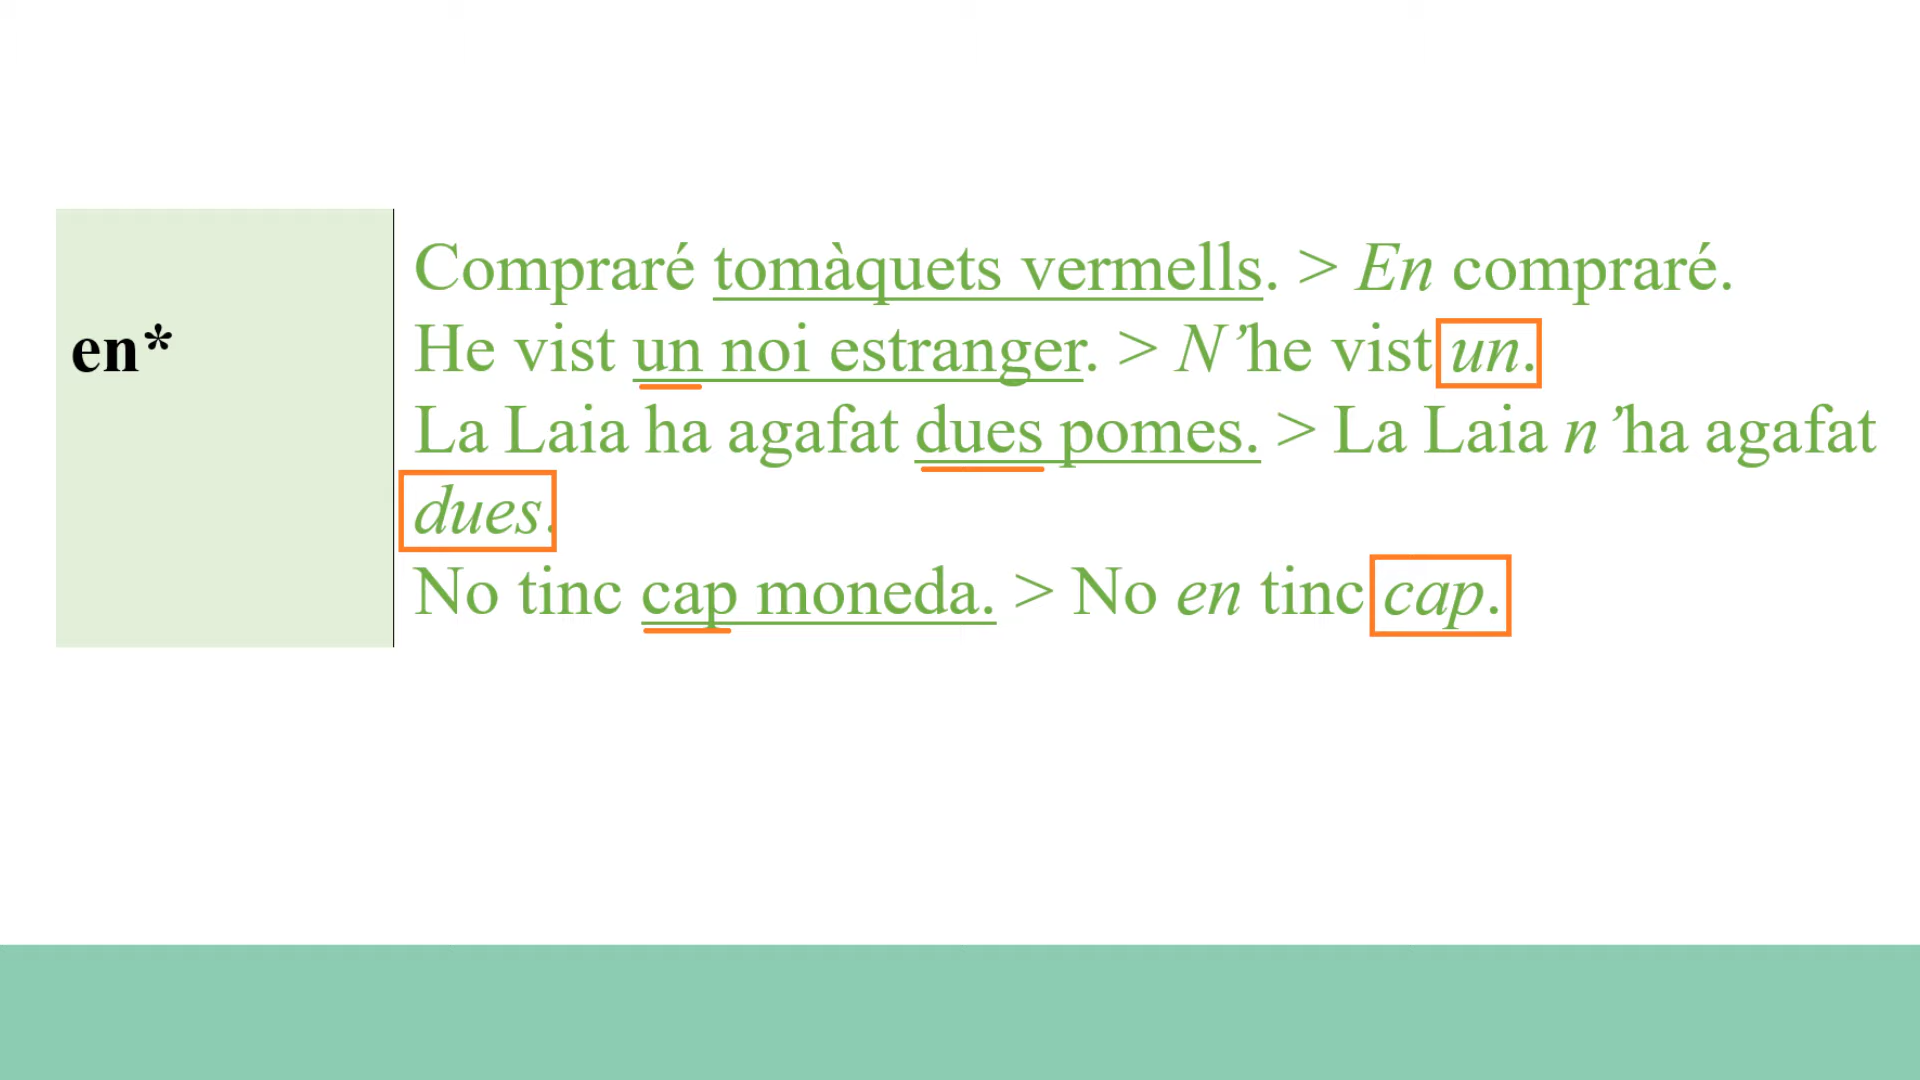 en*
Compraré tomàquets vermells. > En compraré.
He vist un noi estranger. > N’he vist un.
La Laia ha agafat dues pomes. > La Laia n’ha agafat
dues.
No tinc cap moneda. > No en tinc cap.